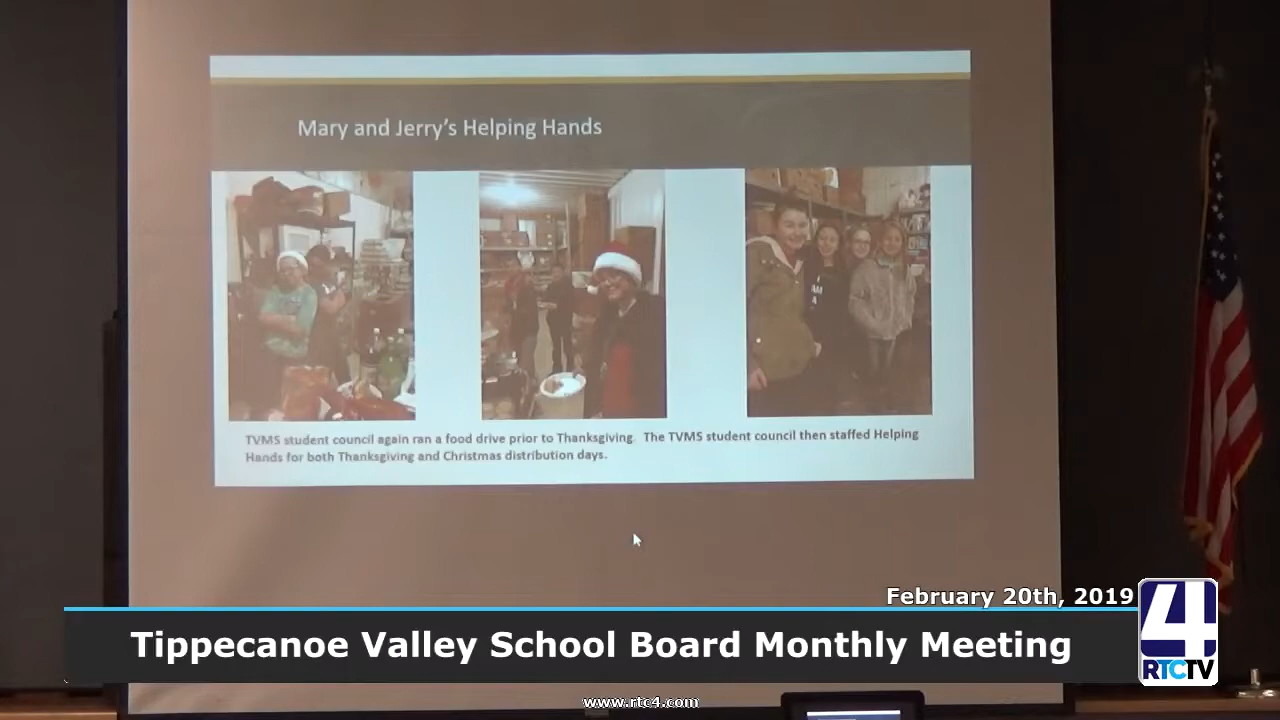 Mary and Jerry's Helping Hands
TVMS student council again ran a food drive prior to Thanksgiving. The TVMS student council then staffed Helping
Hands for both Thanksgiving and Christmas distribution days.
February 20th, 2019
Tippecanoe Valley School Board Monthly Meeting
4
RTCTV
www.rtc4.com